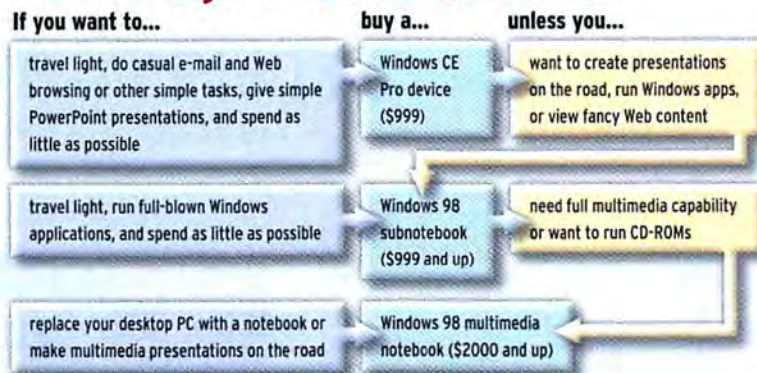 If you want to...
buy a...
unless you...
travel light, do casual e-mail and Web
browsing or other simple tasks, give simple
PowerPoint presentations, and spend as
little as possible
Windows CE
Pro device
($999)
want to create presentations
on the road, run Windows apps,
or view fancy Web content
travel light, run full-blown Windows
applications, and spend as little as possible
Windows 98
subnotebook
($999 and up)
need full multimedia capability
or want to run CD-ROMs
replace your desktop PC with a notebook or
make multimedia presentations on the road
Windows 98 multimedia
notebook ($2000 and up)